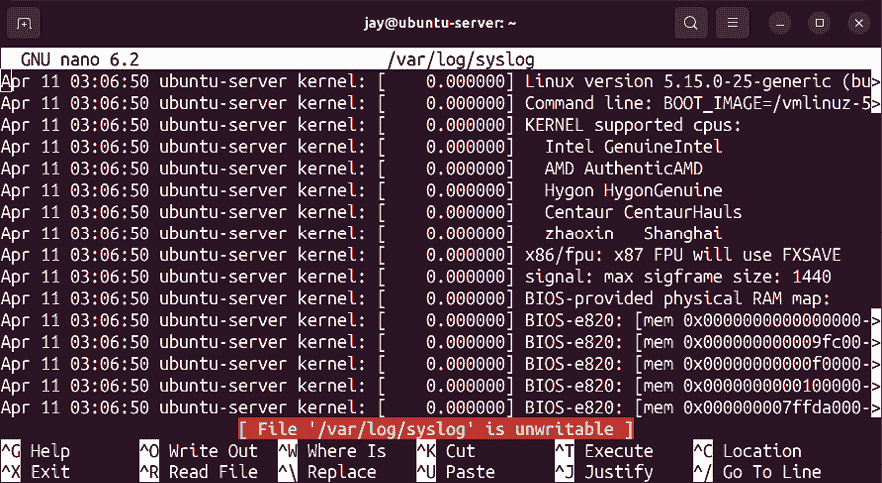 jay@ubuntu-server: ~
GNU nano 6.2 /var/log/syslog
Apr 11 03:06:50 ubuntu-server kernel: [    0.000000] Linux version 5.15.0-25-generic (bu>
Apr 11 03:06:50 ubuntu-server kernel: [    0.000000] Command line: BOOT_IMAGE=/vmlinuz-5>
Apr 11 03:06:50 ubuntu-server kernel: [    0.000000] KERNEL supported cpus:
Apr 11 03:06:50 ubuntu-server kernel: [    0.000000]   Intel GenuineIntel
Apr 11 03:06:50 ubuntu-server kernel: [    0.000000]   AMD AuthenticAMD
Apr 11 03:06:50 ubuntu-server kernel: [    0.000000]   Hygon HygonGenuine
Apr 11 03:06:50 ubuntu-server kernel: [    0.000000]   Centaur CentaurHauls
Apr 11 03:06:50 ubuntu-server kernel: [    0.000000]   zhaoxin   Shanghai
Apr 11 03:06:50 ubuntu-server kernel: [    0.000000] x86/fpu: x87 FPU will use FXSAVE
Apr 11 03:06:50 ubuntu-server kernel: [    0.000000] signal: max sigframe size: 1440
Apr 11 03:06:50 ubuntu-server kernel: [    0.000000] BIOS-provided physical RAM map:
Apr 11 03:06:50 ubuntu-server kernel: [    0.000000] BIOS-e820: [mem 0x0000000000000000->
Apr 11 03:06:50 ubuntu-server kernel: [    0.000000] BIOS-e820: [mem 0x000000000009fc00->
Apr 11 03:06:50 ubuntu-server kernel: [    0.000000] BIOS-e820: [mem 0x00000000000f0000->
Apr 11 03:06:50 ubuntu-server kernel: [    0.000000] BIOS-e820: [mem 0x0000000000100000->
Apr 11 03:06:50 ubuntu-server kernel: [    0.000000] BIOS-e820: [mem 0x000000007ffda000->
[ File '/var/log/syslog' is unwritable ]
^G Help ^O Write Out ^W Where Is ^K Cut ^T Execute ^C Location
^X Exit ^R Read File ^\ Replace ^U Paste ^J Justify ^/ Go To Line